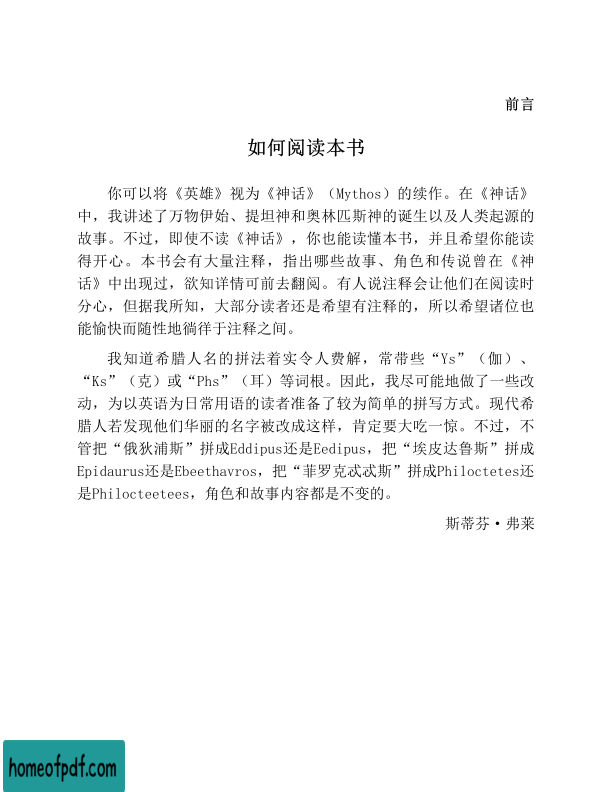 前言
如何阅读本书
你可以将《英雄》视为《神话》（Mythos）的续作。在《神话》
中，我讲述了万物伊始、提坦神和奥林匹斯神的诞生以及人类起源的
故事。不过，即使不读《神话》，你也能读懂本书，并且希望你能读
得开心。本书会有大量注释，指出哪些故事、角色和传说曾在《神
话》中出现过，欲知详情可前去翻阅。有人说注释会让他们在阅读时
分心，但据我所知，大部分读者还是希望有注释的，所以希望诸位也
能愉快而随性地徜徉于注释之间。
我知道希腊人名的拼法着实令人费解，常带些“Ys”（伽）、
“Ks”（克）或“Phs”（耳）等词根。因此，我尽可能地做了一些改
动，为以英语为日常用语的读者准备了较为简单的拼写方式。现代希
腊人若发现他们华丽的名字被改成这样，肯定要大吃一惊。不过，不
管把“俄狄浦斯”拼成Eddipus还是Eedipus，把“埃皮达鲁斯”拼成
Epidaurus还是Ebeethavros，把“菲罗克忒忒斯”拼成Philoctetes还
是Philocteetees，角色和故事内容都是不变的。
斯蒂芬·弗莱
homeofpdf.com